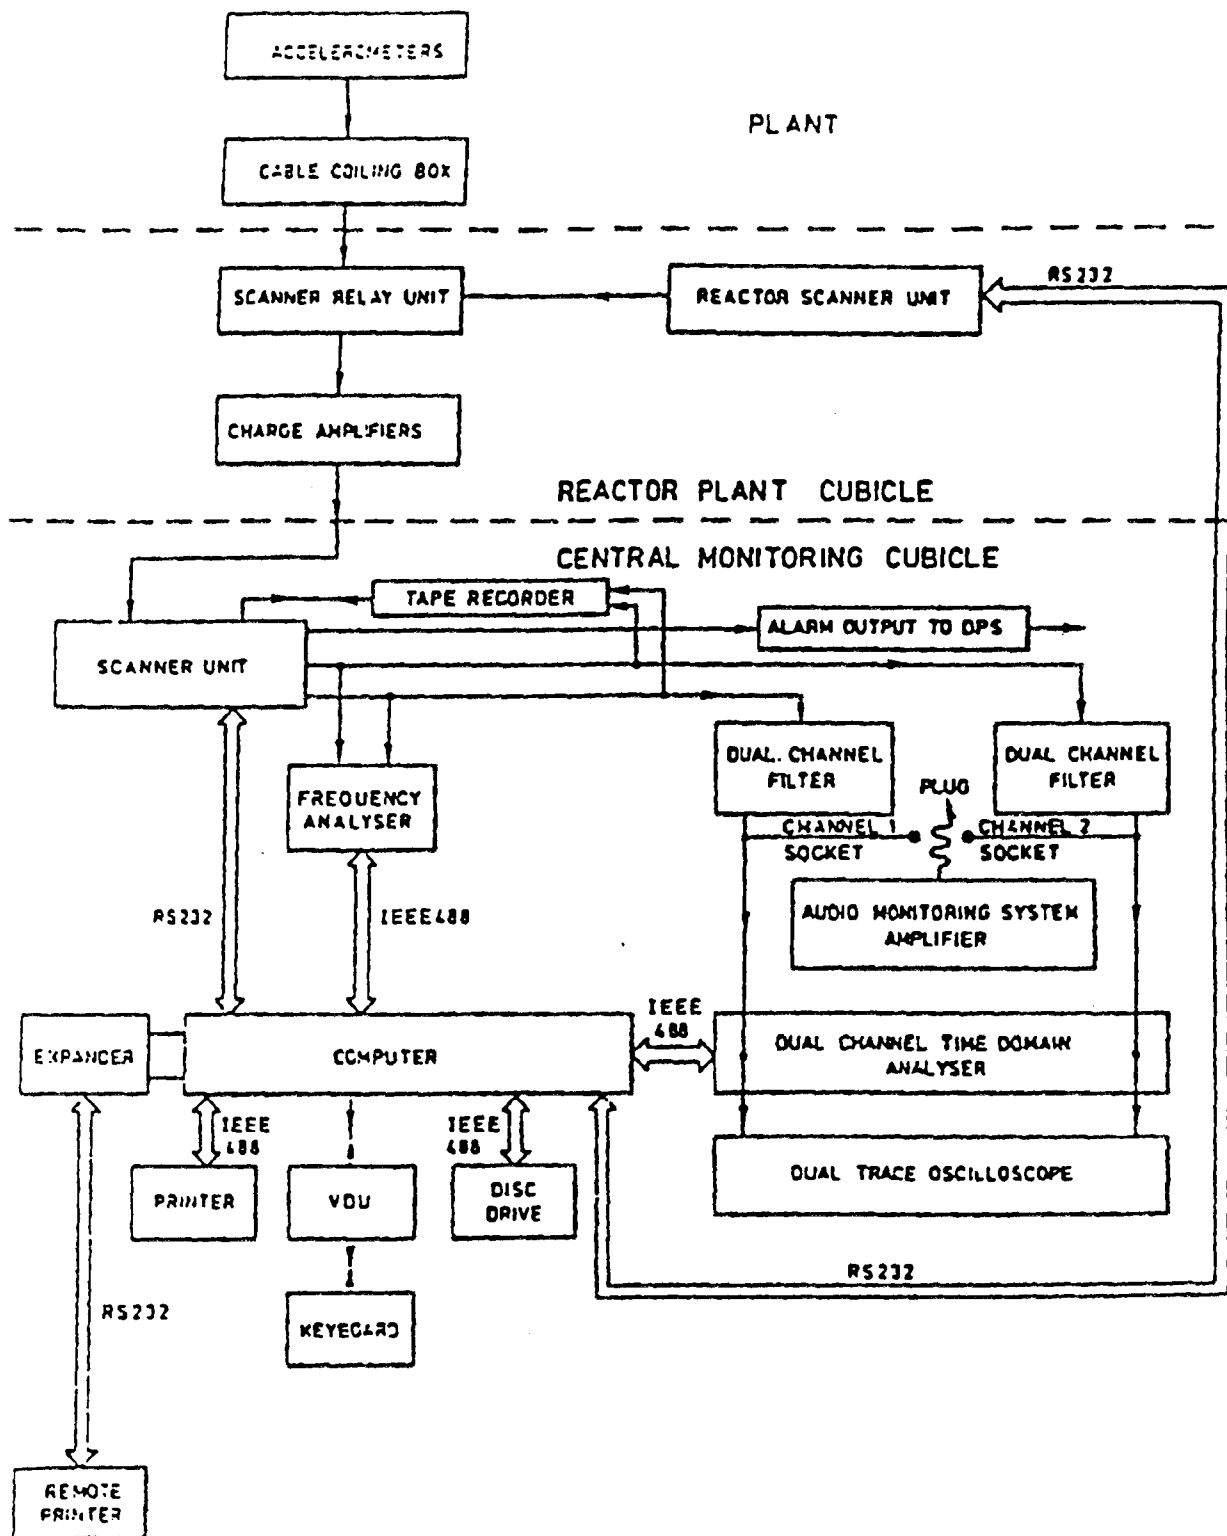 ACCELEROMETERS
PLANT
CABLE COILING BOX
RS232
SCANNER RELAY UNIT
REACTOR SCANNER UNIT
CHARGE AMPLIFIERS
REACTOR PLANT CUBICLE
CENTRAL MONITORING CUBICLE
TAPE RECORDER
ALARM OUTPUT TO DPS
SCANNER UNIT
DUAL. CHANNEL
FILTER
DUAL CHANNEL
FILTER
PLUG
FREQUENCY
ANALYSER
CHANNEL 1
SOCKET
CHANNEL 2
SOCKET
RS232
IEEE488
AUDIO MONITORING SYSTEM
AMPLIFIER
IEEE
488
EXPANDER
COMPUTER
DUAL CHANNEL TIME DOMAIN
ANALYSER
IEEE
488
IEEE
488
PRINTER
VDU
DISC
DRIVE
DUAL TRACE OSCILLOSCOPE
RS232
RS232
KEYBOARD
REMOTE
PRINTER